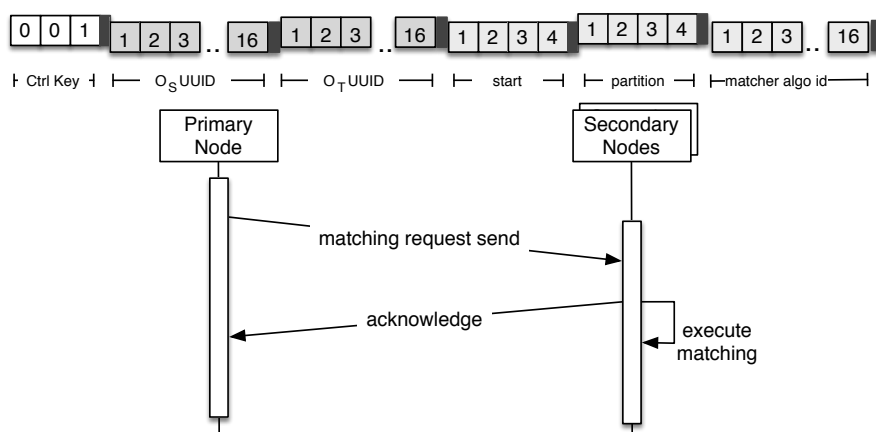 0 0 1 1 2 3 .. 16 1 2 3 .. 16 1 2 3 4 1 2 3 4 1 2 3 .. 16
Ctrl Key OS UUID OT UUID start partition matcher algo id
Primary
Node
Secondary
Nodes
matching request send
acknowledge
execute
matching